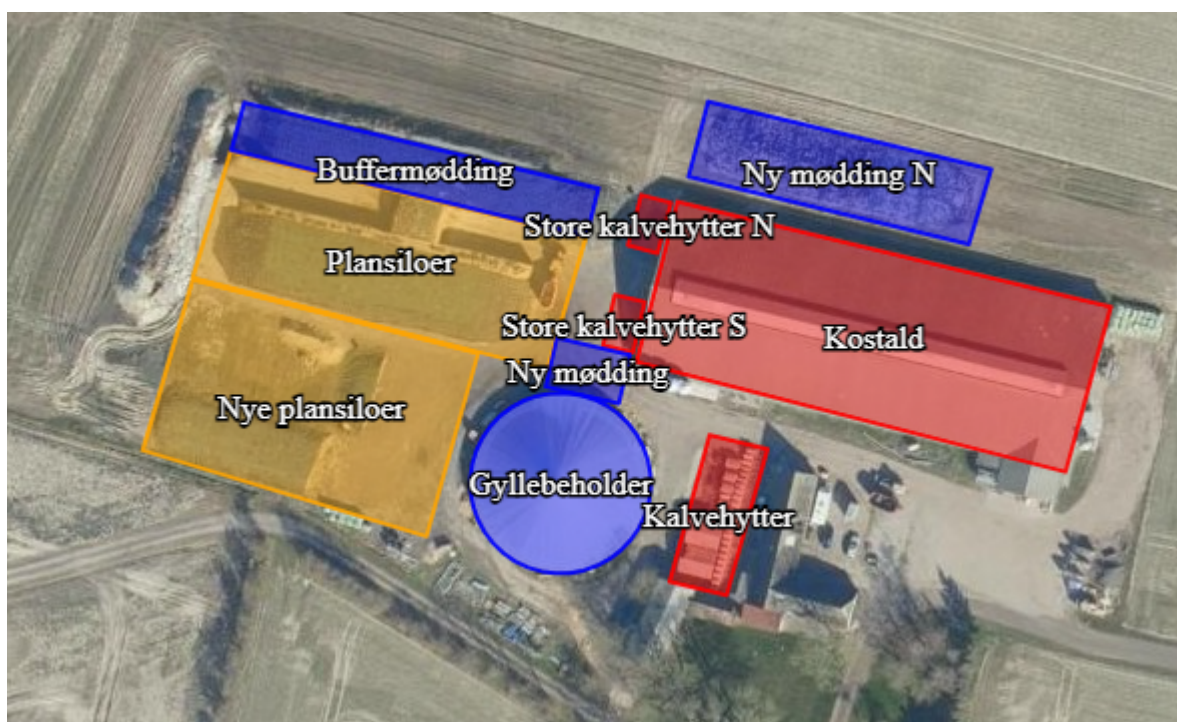 Buffermødding
Ny mødding N
Store kalvehytter N
Plansiloer
Store kalvehytter S
Kostald
Ny mødding
Nye plansiloer
Gyllebeholder
Kalvehytter